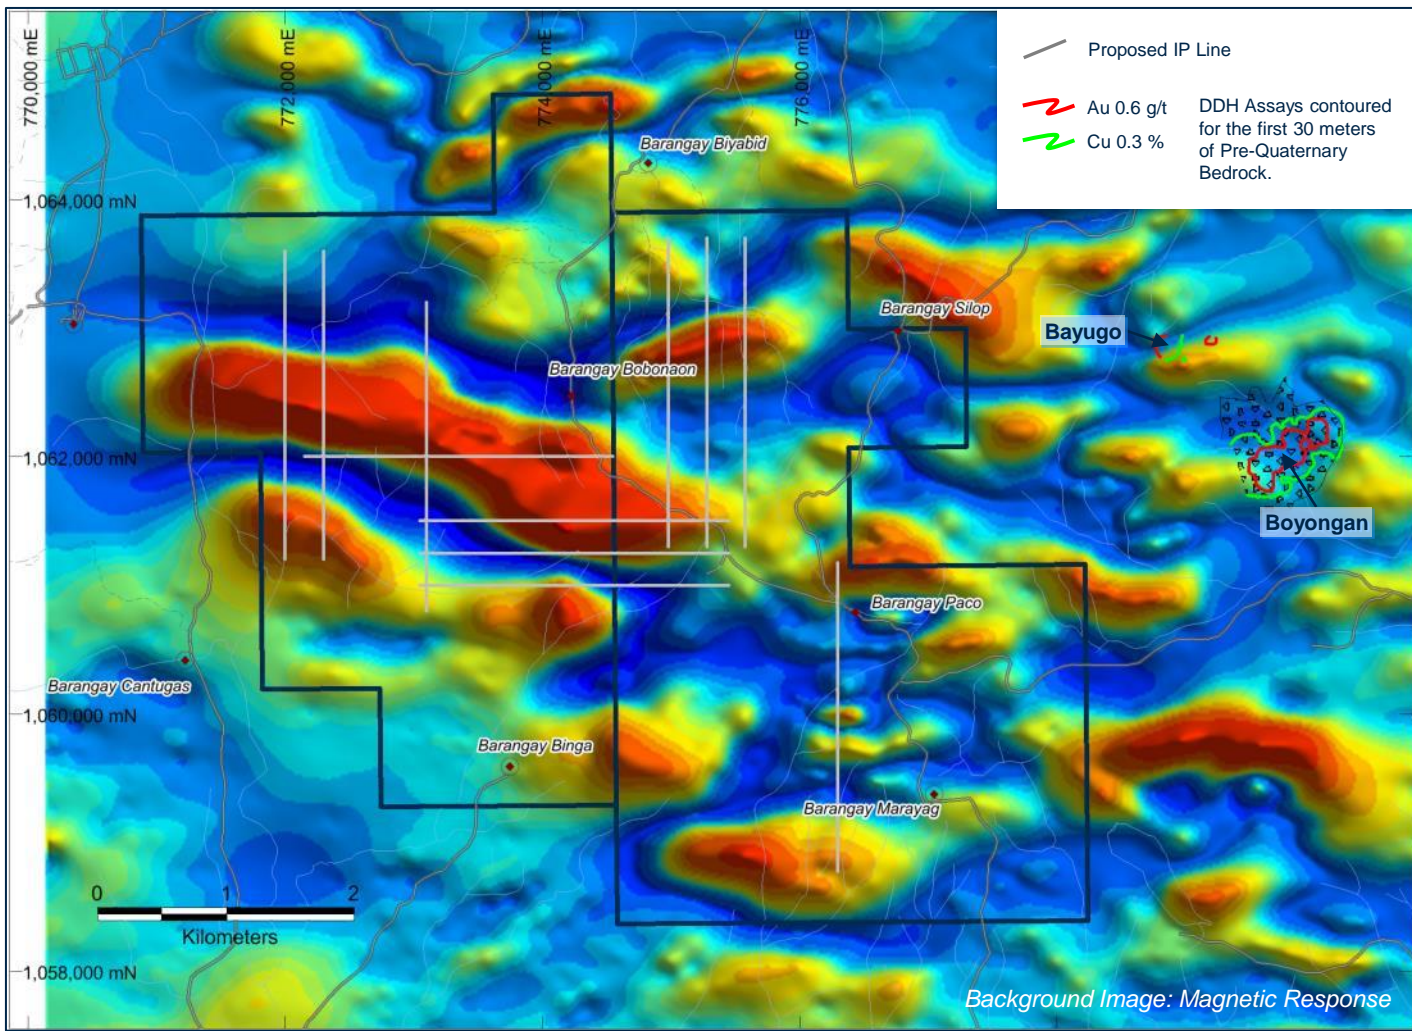 770,000 mE
772,000 mE
774,000 mE
776,000 mE
Proposed IP Line
Au 0.6 g/t
Cu 0.3 %
DDH Assays contoured
for the first 30 meters
of Pre-Quaternary
Bedrock.
Barangay Biyabid
1,064,000 mN
Barangay Silop
Bayugo
Barangay Bobonaon
1,062,000 mN
Boyongan
Barangay Paco
Barangay Cantugas
1,060,000 mN
Barangay Binga
Barangay Marayag
0 1 2
Kilometers
1,058,000 mN
Background Image: Magnetic Response